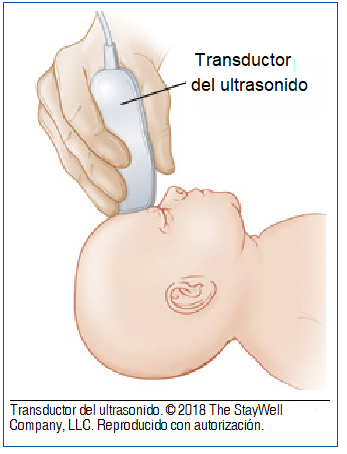 Transductor
del ultrasonido
Transductor del ultrasonido. © 2018 The StayWell
Company, LLC. Reproducido con autorización.